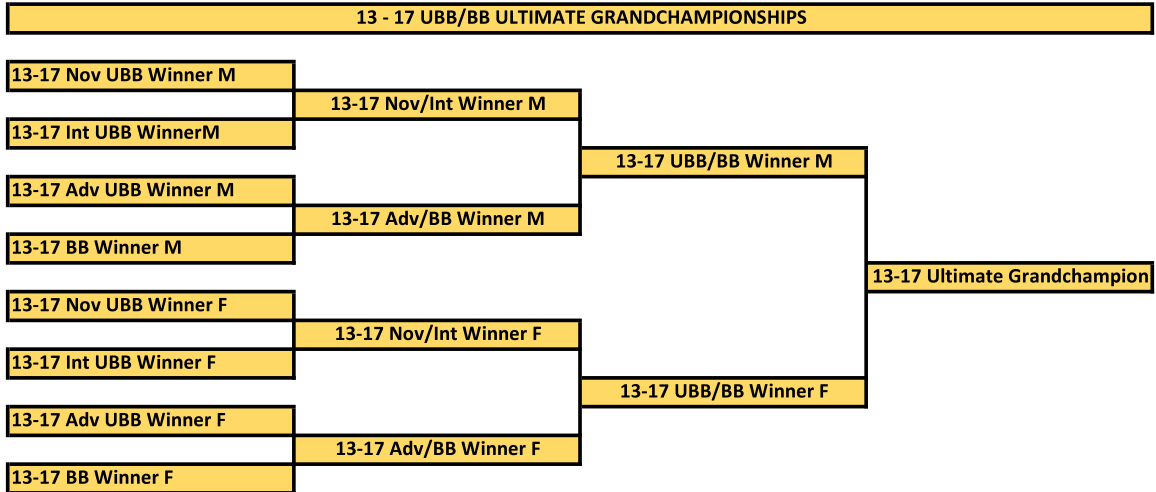 13 - 17 UBB/BB ULTIMATE GRANDCHAMPIONSHIPS
13-17 Nov UBB Winner M
13-17 Nov/Int Winner M
13-17 Int UBB WinnerM
13-17 UBB/BB Winner M
13-17 Adv UBB Winner M
13-17 Adv/BB Winner M
13-17 BB Winner M
13-17 Ultimate Grandchampion
13-17 Nov UBB Winner F
13-17 Nov/Int Winner F
13-17 Int UBB Winner F
13-17 UBB/BB Winner F
13-17 Adv UBB Winner F
13-17 Adv/BB Winner F
13-17 BB Winner F